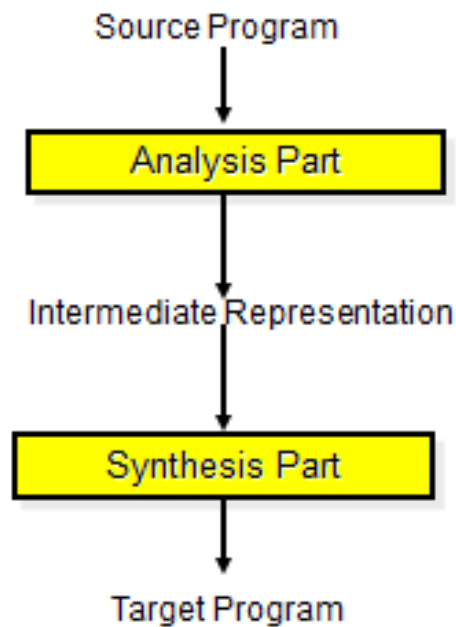 Source Program
Analysis Part
Intermediate Representation
Synthesis Part
Target Program